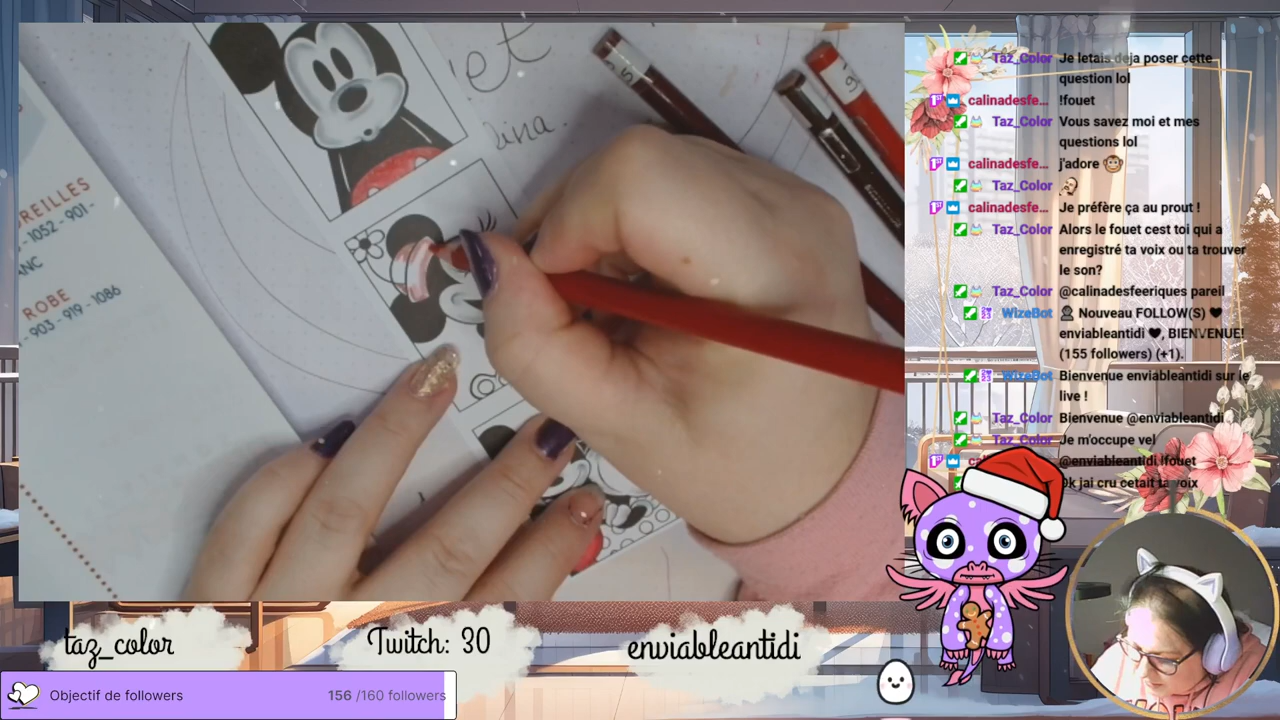 et
OREILLES
- 1052 - 901 -
ANC
ROBE
- 903 - 919 - 1086
Taz_Color Je letais deja poser cette
question lol
calinadesfe... !fouet
Taz_Color Vous savez moi et mes
questions lol
calinadesfe... j'adore
Taz_Color
calinadesfe... Je préfère ça au prout !
Taz_Color Alors le fouet cest toi qui a
enregistré ta voix ou ta trouver
le son?
Taz_Color @calinadesfeeriques pareil
WizeBot Nouveau FOLLOW(S) ♥
enviableantidi ♥, BIENVENUE!
(155 followers) (+1).
WizeBot Bienvenue enviableantidi sur le
live !
Taz_Color Bienvenue @enviableantidi
Taz_Color Je m'occupe vel
@enviableantidi !fouet
Ok jai cru cetait ta voix
taz_color
Twitch: 30
enviableantidi
Objectif de followers
156 /160 followers